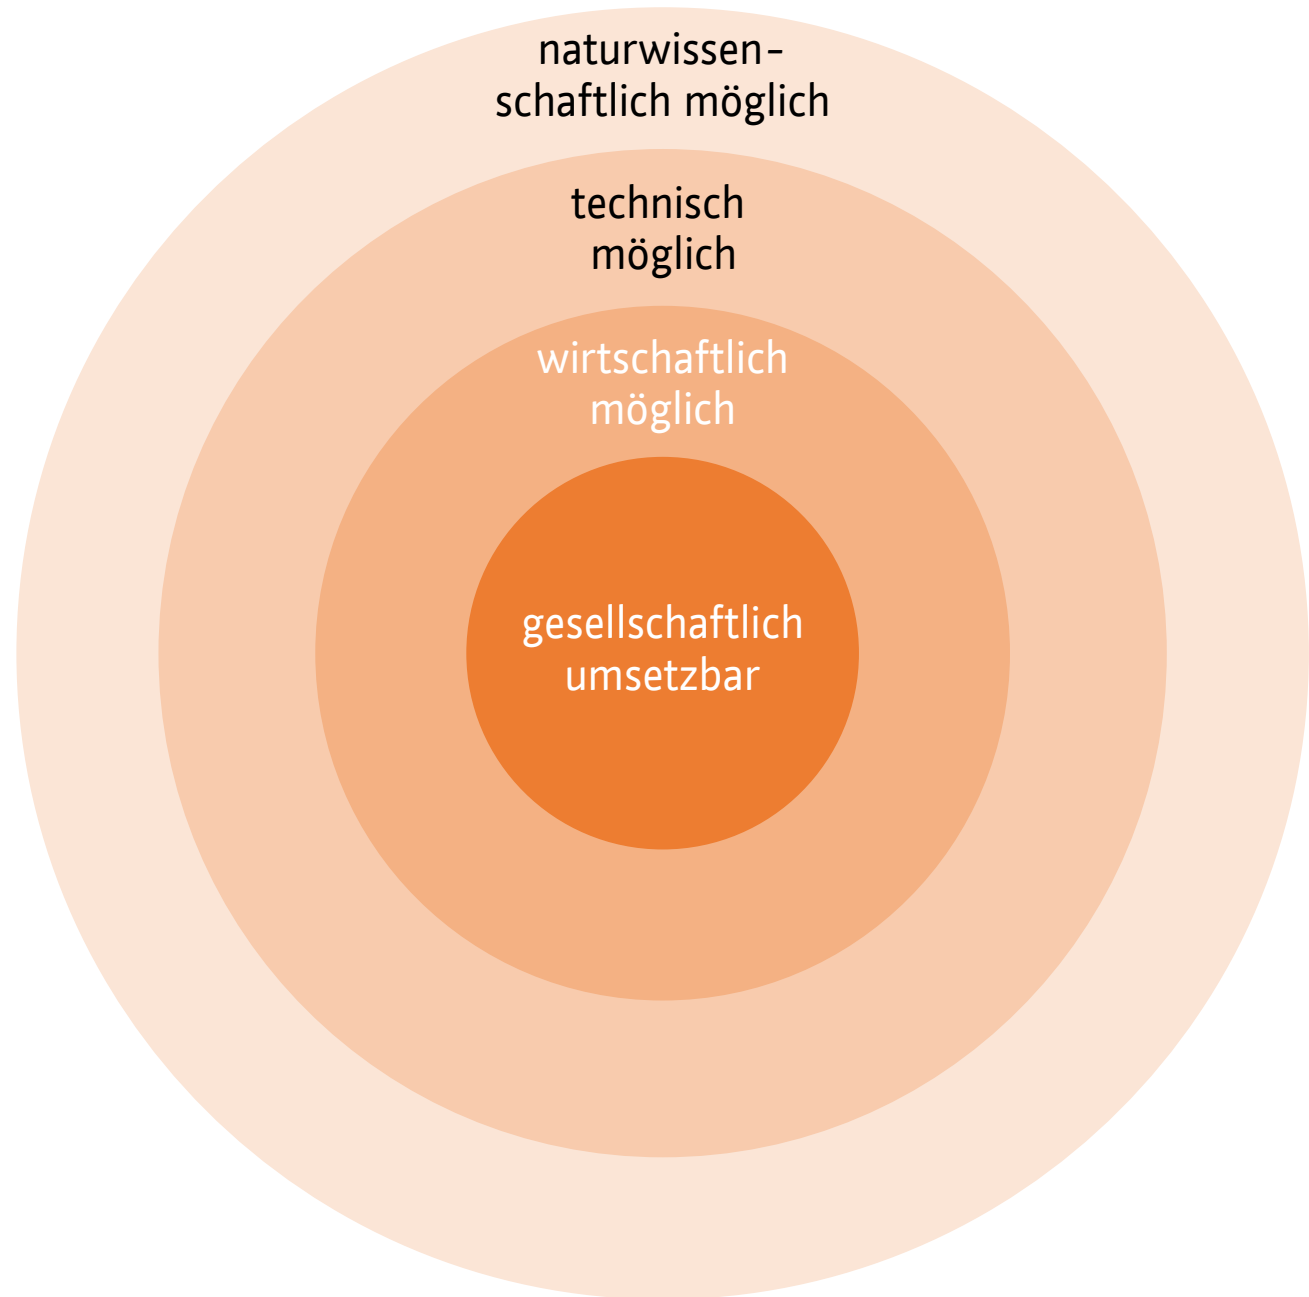 naturwissen-
schaftlich möglich
technisch
möglich
wirtschaftlich
möglich
gesellschaftlich
umsetzbar